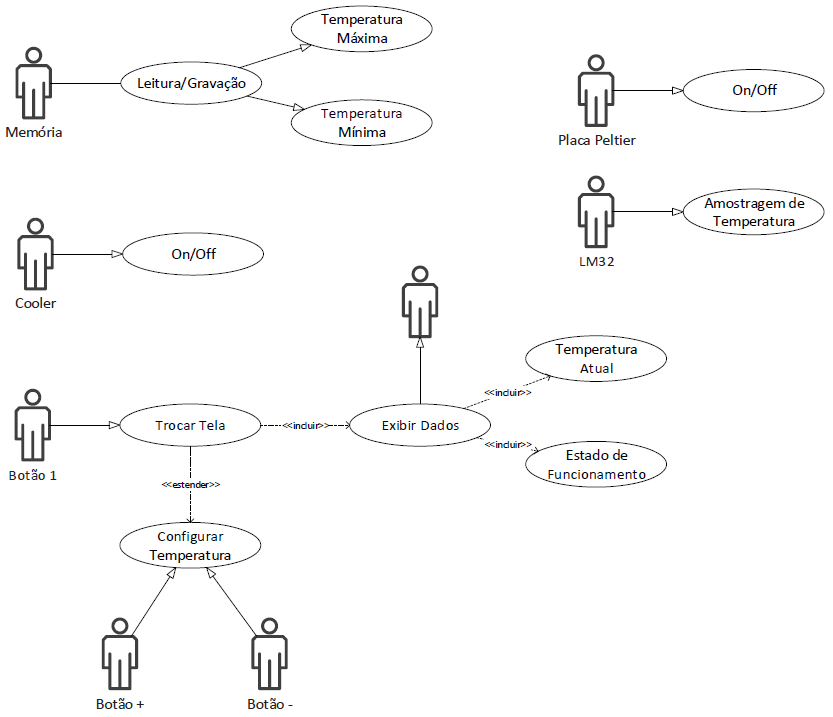 Temperatura
Máxima
Leitura/Gravação
Memória
Temperatura
Mínima
On/Off
Placa Peltier
Amostragem de
Temperatura
LM32
On/Off
Cooler
Temperatura
Atual
<<incluir>>
Trocar Tela
<<incluir>>
Exibir Dados
<<incluir>>
Botão 1
Estado de
Funcionamento
<<estender>>
Configurar
Temperatura
Botão +
Botão -